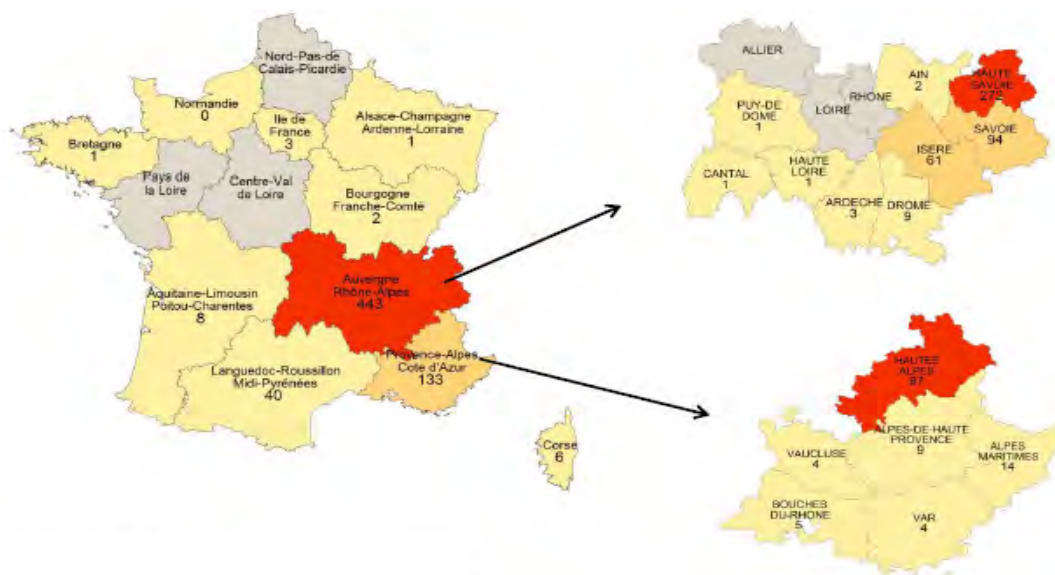 Nord-Pas-de
Calais-Picardie
Normandie
0
Ile de
France
3
Alsace-Champagne
Ardenne-Lorraine
1
Bretagne
1
Pays de
la Loire
Centre-Val
de Loire
Bourgogne
Franche-Comté
2
Auvergne
Rhône-Alpes
443
Aquitaine-Limousin
Poitou-Charentes
8
Languedoc-Roussillon
Midi-Pyrénées
40
Provence-Alpes
Cote d'Azur
133
Corse
6
ALLIER
AIN
2
HAUTE
SAVOIE
272
RHONE
LOIRE
PUY-DE
DOME
1
SAVOIE
94
ISERE
61
CANTAL
1
HAUTE
LOIRE
1
ARDECHE
3
DROME
9
HAUTES
ALPES
97
ALPES-DE-HAUTE
PROVENCE
9
ALPES
MARITIMES
14
VAUCLUSE
4
BOUCHES
DU-RHONE
5
VAR
4